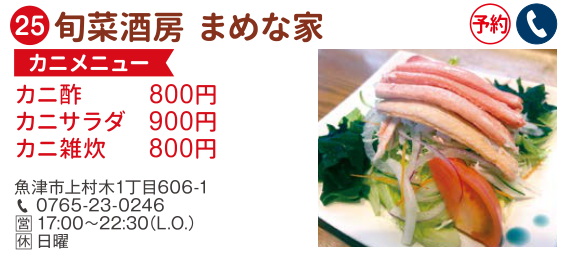 25 旬菜酒房 まめな家 予約
カニメニュー
カニ酢 800円
カニサラダ 900円
カニ雑炊 800円
魚津市上村木1丁目606-1
0765-23-0246
営 17:00〜22:30(L.O.)
休 日曜